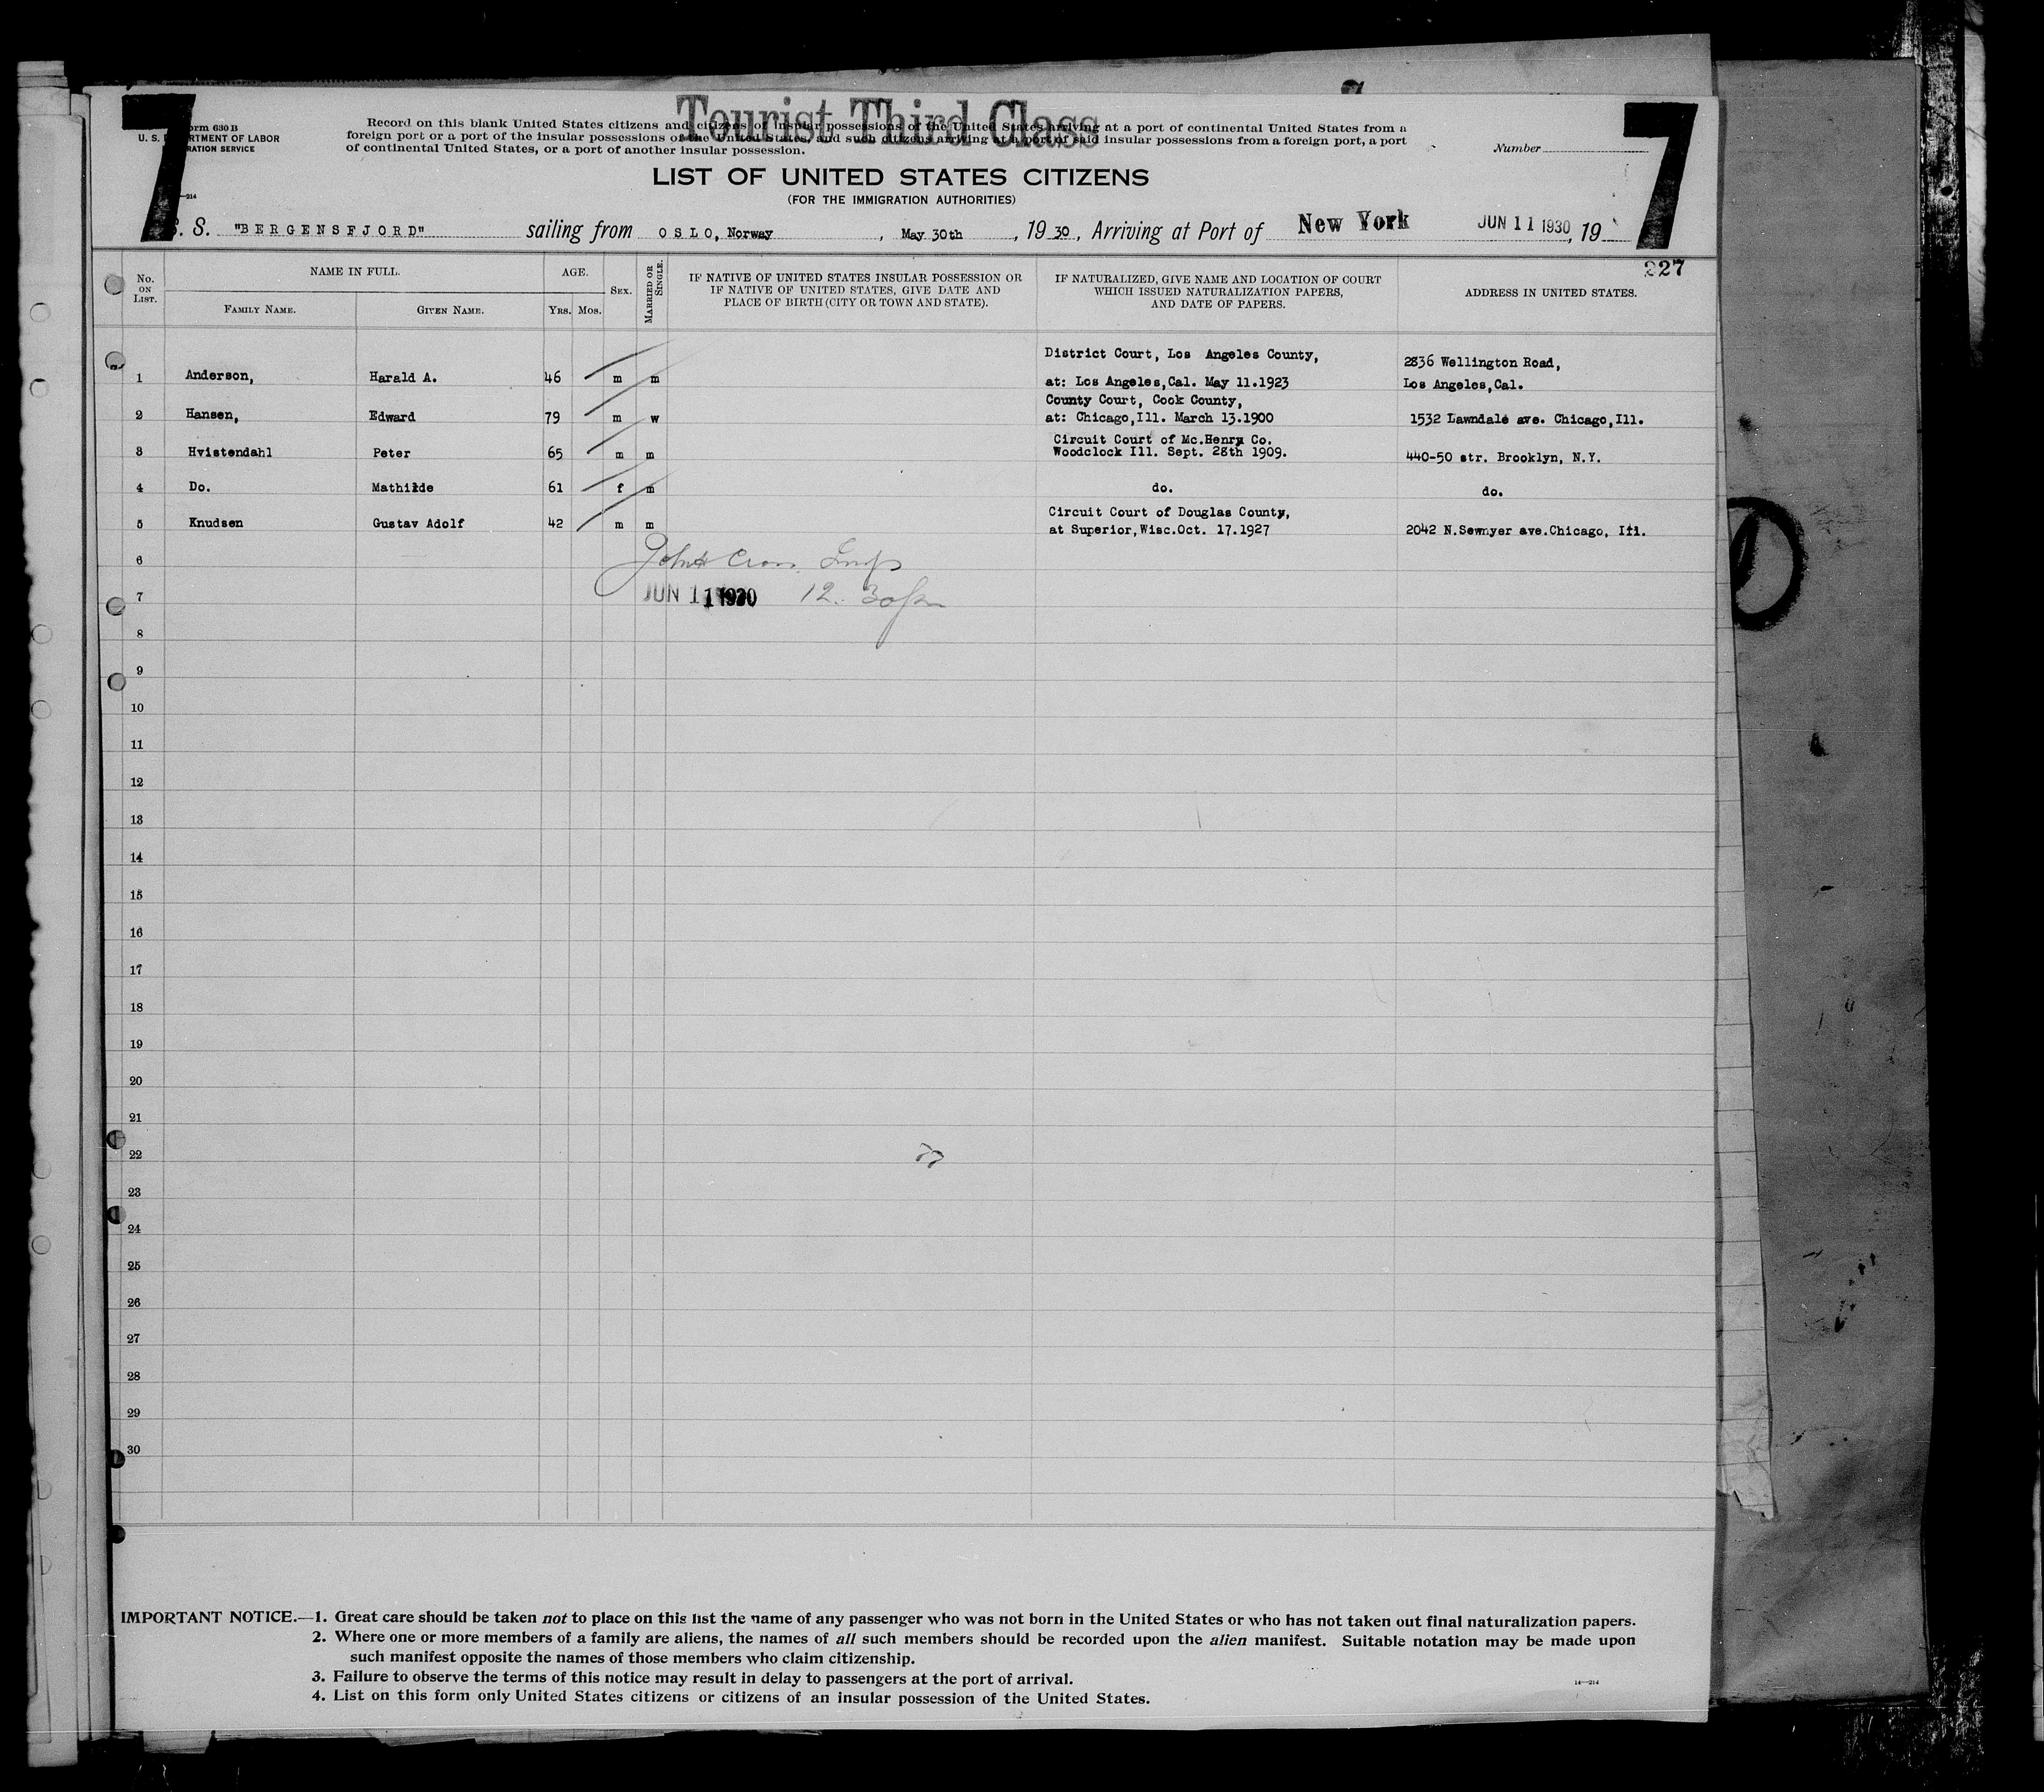 Tourist Third Class
7
7
Form 630 B
U. S. DEPARTMENT OF LABOR
RATION SERVICE
Record on this blank United States citizens and citizens of insular possessions of the United States arriving at a port of continental United States from a
foreign port or a port of the insular possessions of the United States, and such citizens arriving at a port of said insular possessions from a foreign port, a port
of continental United States, or a port of another insular possession.
Number
LIST OF UNITED STATES CITIZENS
(FOR THE IMMIGRATION AUTHORITIES)
—214
S. S. "BERGENSFJORD" sailing from OSLO, Norway, May 30th, 1930, Arriving at Port of New York JUN 11 1930, 19
227
No. ON LIST.
NAME IN FULL.
FAMILY NAME.
GIVEN NAME.
AGE.
YRS. MOS.
SEX.
MARRIED OR SINGLE.
IF NATIVE OF UNITED STATES INSULAR POSSESSION OR
IF NATIVE OF UNITED STATES, GIVE DATE AND
PLACE OF BIRTH (CITY OR TOWN AND STATE).
IF NATURALIZED, GIVE NAME AND LOCATION OF COURT
WHICH ISSUED NATURALIZATION PAPERS,
AND DATE OF PAPERS.
ADDRESS IN UNITED STATES.
District Court, Los Angeles County, 2836 Wellington Road,
1 Anderson, Harald A. 46 m m at: Los Angeles,Cal. May 11.1923 Los Angeles,Cal.
County Court, Cook County,
2 Hansen, Edward 79 m w at: Chicago,Ill. March 13.1900 1532 Lawndale ave. Chicago,Ill.
Circuit Court of Mc.Henry Co.
3 Hvistendahl Peter 65 m m Woodclock Ill. Sept. 28th 1909. 440-50 str. Brooklyn, N.Y.
4 Do. Mathilde 61 f m do. do.
Circuit Court of Douglas County,
5 Knudsen Gustav Adolf 42 m m at Superior,Wisc.Oct. 17.1927 2042 N.Sewnyer ave.Chicago, Ill.
6
7 JUN 11 1930 12.30
8
9
10
11
12
13
14
15
16
17
18
19
20
21
22
23
24
25
26
27
28
29
30
IMPORTANT NOTICE.—1. Great care should be taken not to place on this list the name of any passenger who was not born in the United States or who has not taken out final naturalization papers.
2. Where one or more members of a family are aliens, the names of all such members should be recorded upon the alien manifest. Suitable notation may be made upon
such manifest opposite the names of those members who claim citizenship.
3. Failure to observe the terms of this notice may result in delay to passengers at the port of arrival.
4. List on this form only United States citizens or citizens of an insular possession of the United States.
14—214